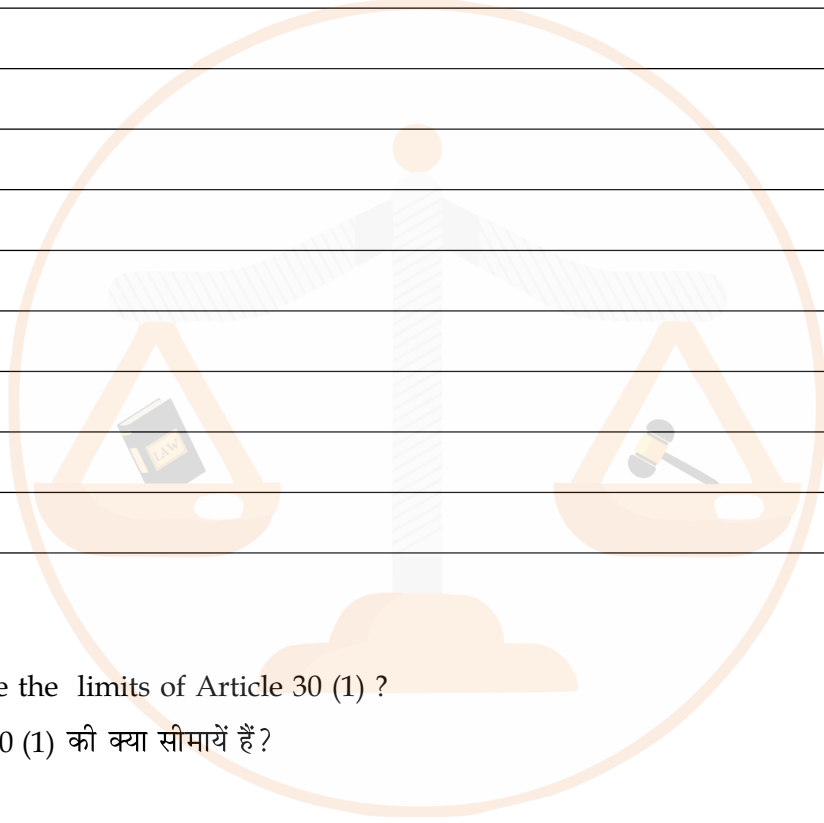 LAW
e the limits of Article 30 (1) ?
0 (1) की क्या सीमायें हैं?